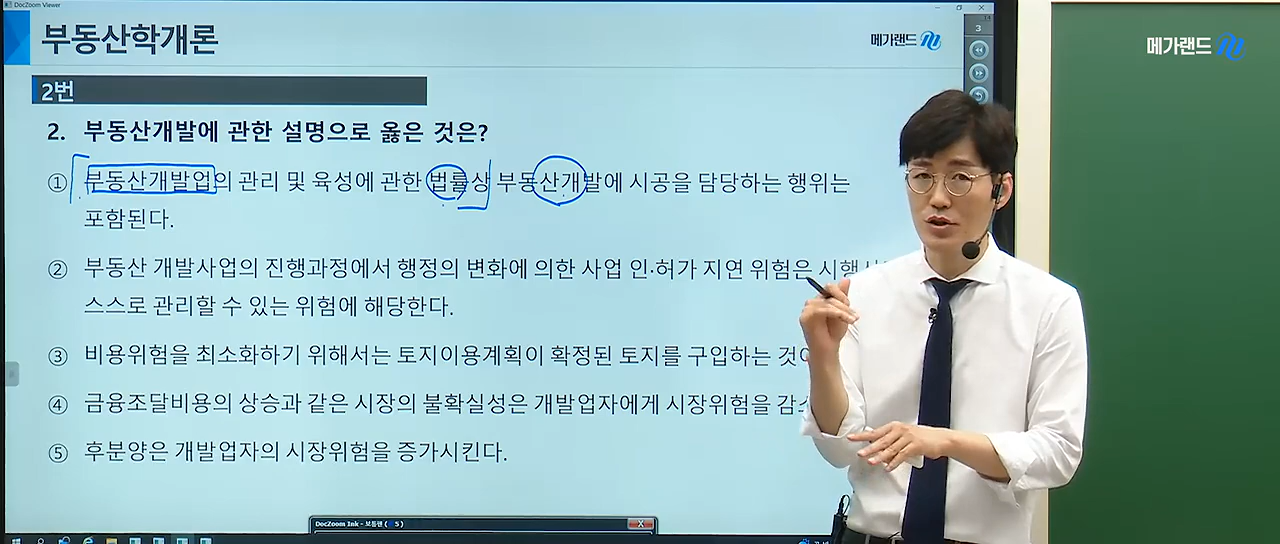 DocZoom Viewer
부동산학개론
메가랜드
메가랜드
3
2번
2. 부동산개발에 관한 설명으로 옳은 것은?
① 부동산개발업의 관리 및 육성에 관한 법률상 부동산개발에 시공을 담당하는 행위는
포함된다.
② 부동산 개발사업의 진행과정에서 행정의 변화에 의한 사업 인·허가 지연 위험은 시행
스스로 관리할 수 있는 위험에 해당한다.
③ 비용위험을 최소화하기 위해서는 토지이용계획이 확정된 토지를 구입하는
④ 금융조달비용의 상승과 같은 시장의 불확실성은 개발업자에게 시장위험을
⑤ 후분양은 개발업자의 시장위험을 증가시킨다.
DocZoom Ink - 보통펜 ( 5 )